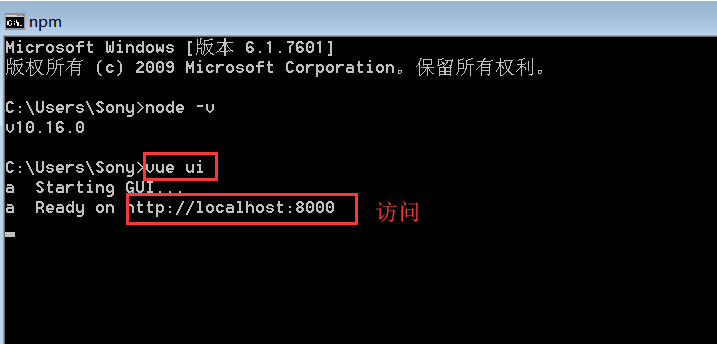 npm
Microsoft Windows [版本 6.1.7601]
版权所有 (c) 2009 Microsoft Corporation。保留所有权利。
C:\Users\Sony>node -v
v10.16.0
C:\Users\Sony>vue ui
a  Starting GUI...
a  Ready on http://localhost:8000 访问